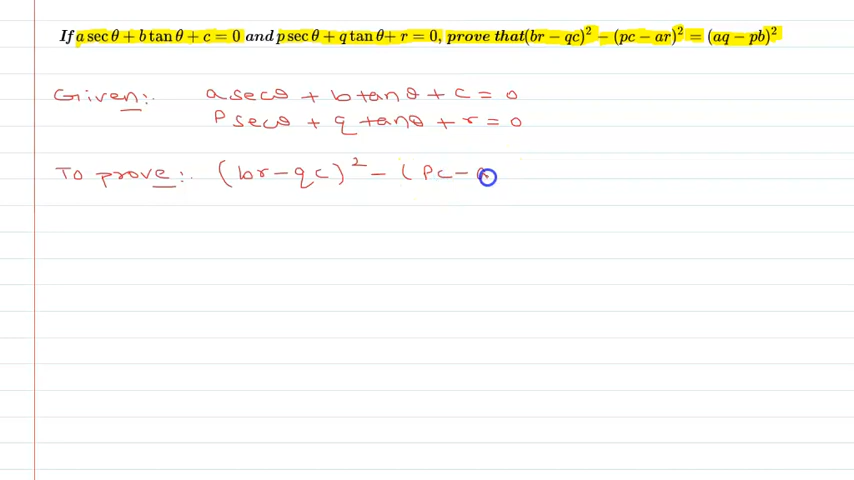 If a sec θ + b tan θ + c = 0 and p sec θ + q tan θ + r = 0, prove that(br − qc)² − (pc − ar)² = (aq − pb)²
Given:. a secθ + b tanθ + c = 0
P secθ + q tanθ + r = 0
To prove:. (br - qc)² - (Pc -